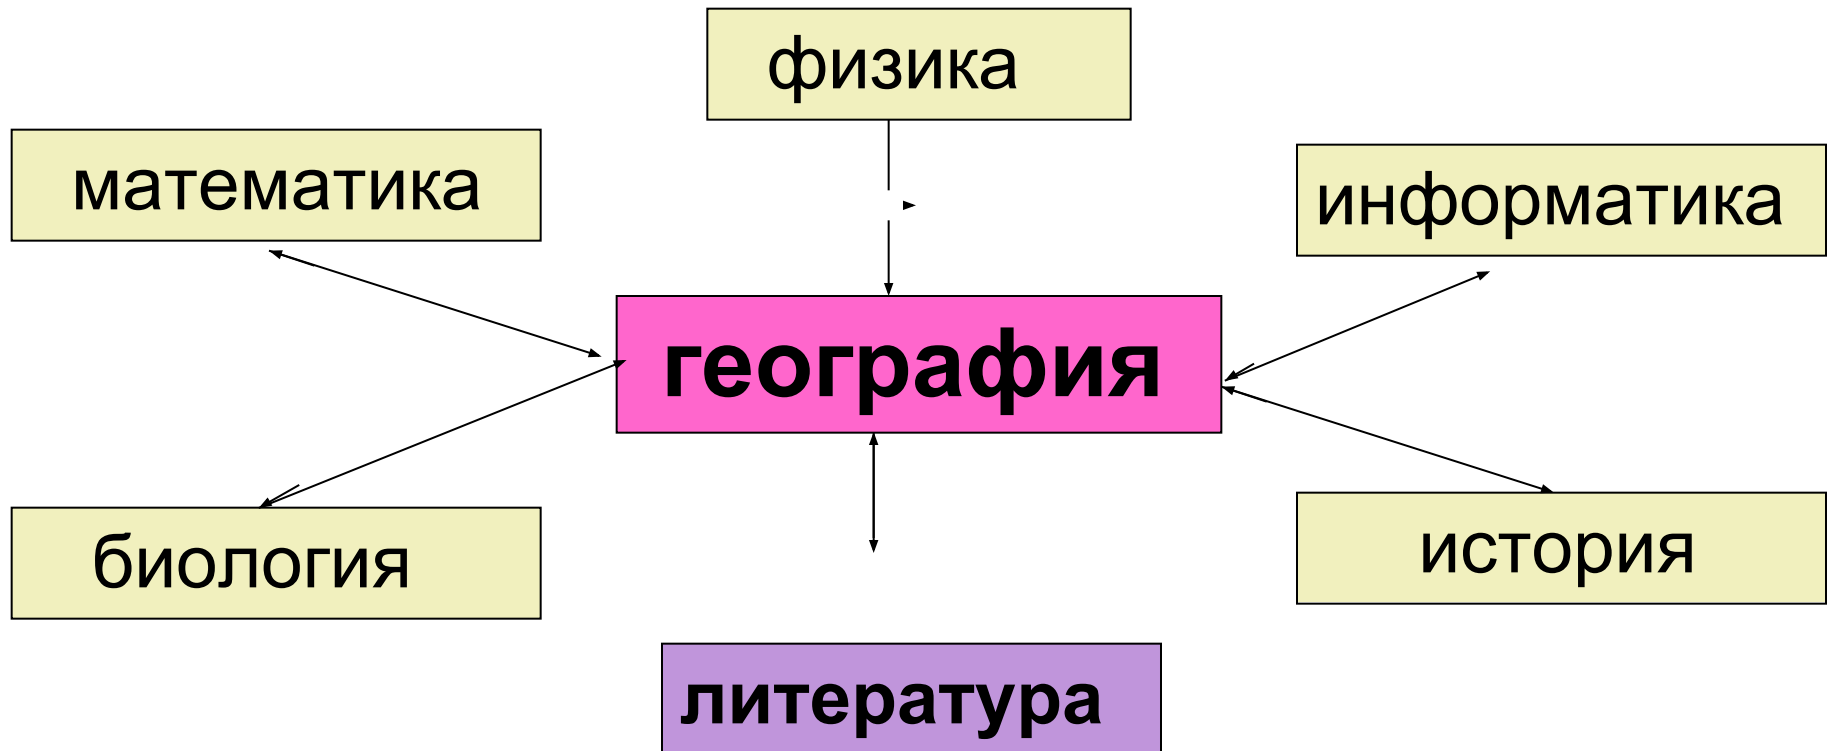 физика
математика
информатика
география
биология
история
литература